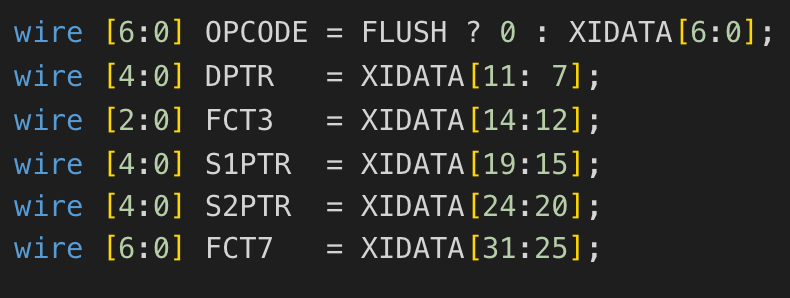 wire [6:0] OPCODE = FLUSH ? 0 : XIDATA[6:0];
wire [4:0] DPTR   = XIDATA[11: 7];
wire [2:0] FCT3   = XIDATA[14:12];
wire [4:0] S1PTR  = XIDATA[19:15];
wire [4:0] S2PTR  = XIDATA[24:20];
wire [6:0] FCT7   = XIDATA[31:25];